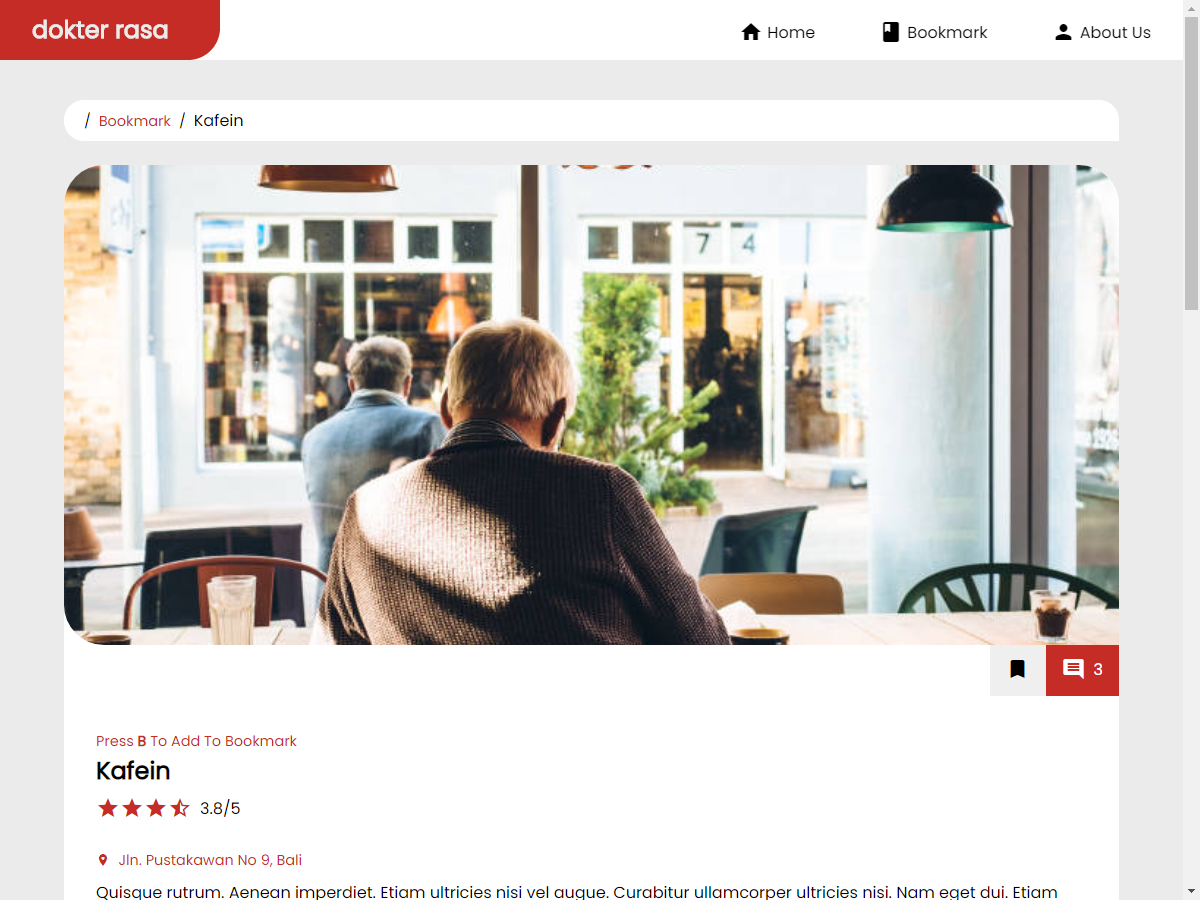 dokter rasa
Home
Bookmark
About Us
/ Bookmark / Kafein
7 4
3
Press B To Add To Bookmark
Kafein
3.8/5
Jln. Pustakawan No 9, Bali
Quisque rutrum. Aenean imperdiet. Etiam ultricies nisi vel augue. Curabitur ullamcorper ultricies nisi. Nam eget dui. Etiam